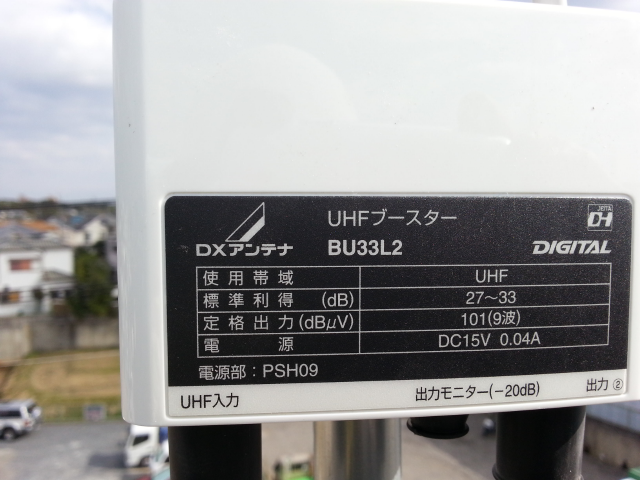 UHFブースター
JEITA
DH
DXアンテナ BU33L2 DIGITAL
使用帯域 UHF
標準利得 (dB) 27〜33
定格出力(dBμV) 101(9波)
電源 DC15V 0.04A
電源部:PSH09
UHF入力 出力モニター(−20dB) 出力②